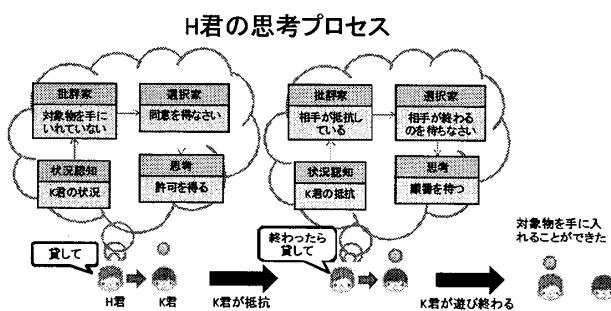 H君の思考プロセス
批評家
対象物を手に
いれていない
選択家
同意を得なさい
状況認知
K君の状況
思考
許可を得る
批評家
相手が抵抗し
ている
選択家
相手が終わる
のを待ちなさい
状況認知
K君の抵抗
思考
順番を待つ
貸して
H君
K君
K君が抵抗
終わったら
貸して
K君が遊び終わる
対象物を手に入
れることができた